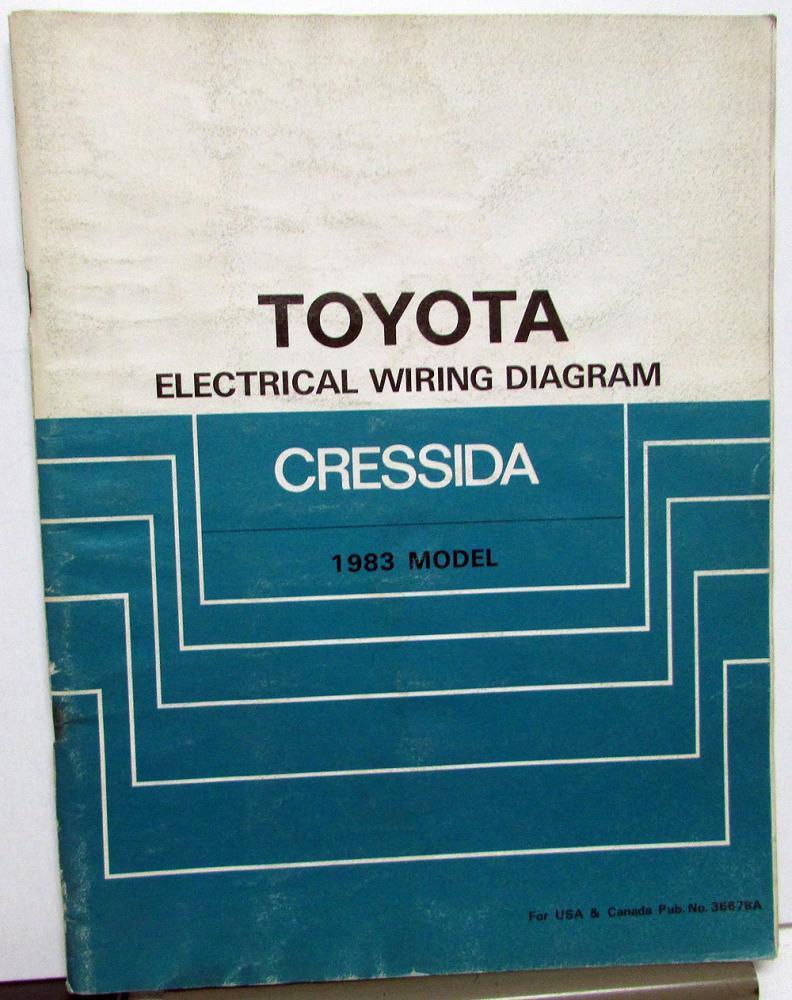 TOYOTA
ELECTRICAL WIRING DIAGRAM
CRESSIDA
1983 MODEL
For USA & Canada Pub. No. 36678A